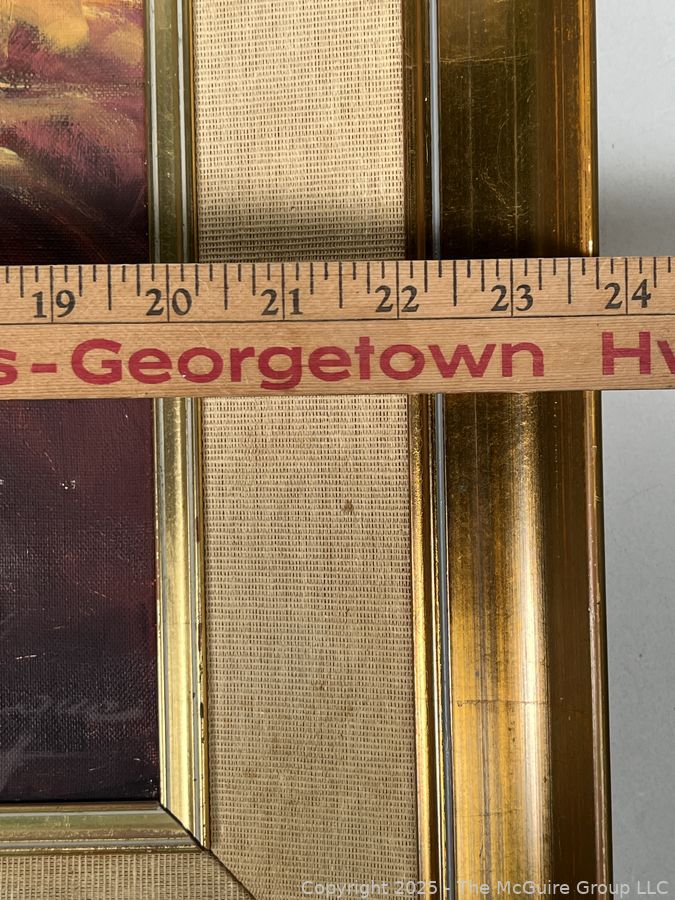 19 20 21 22 23 24
s-Georgetown Hw
Copyright 2025 - The McGuire Group LLC